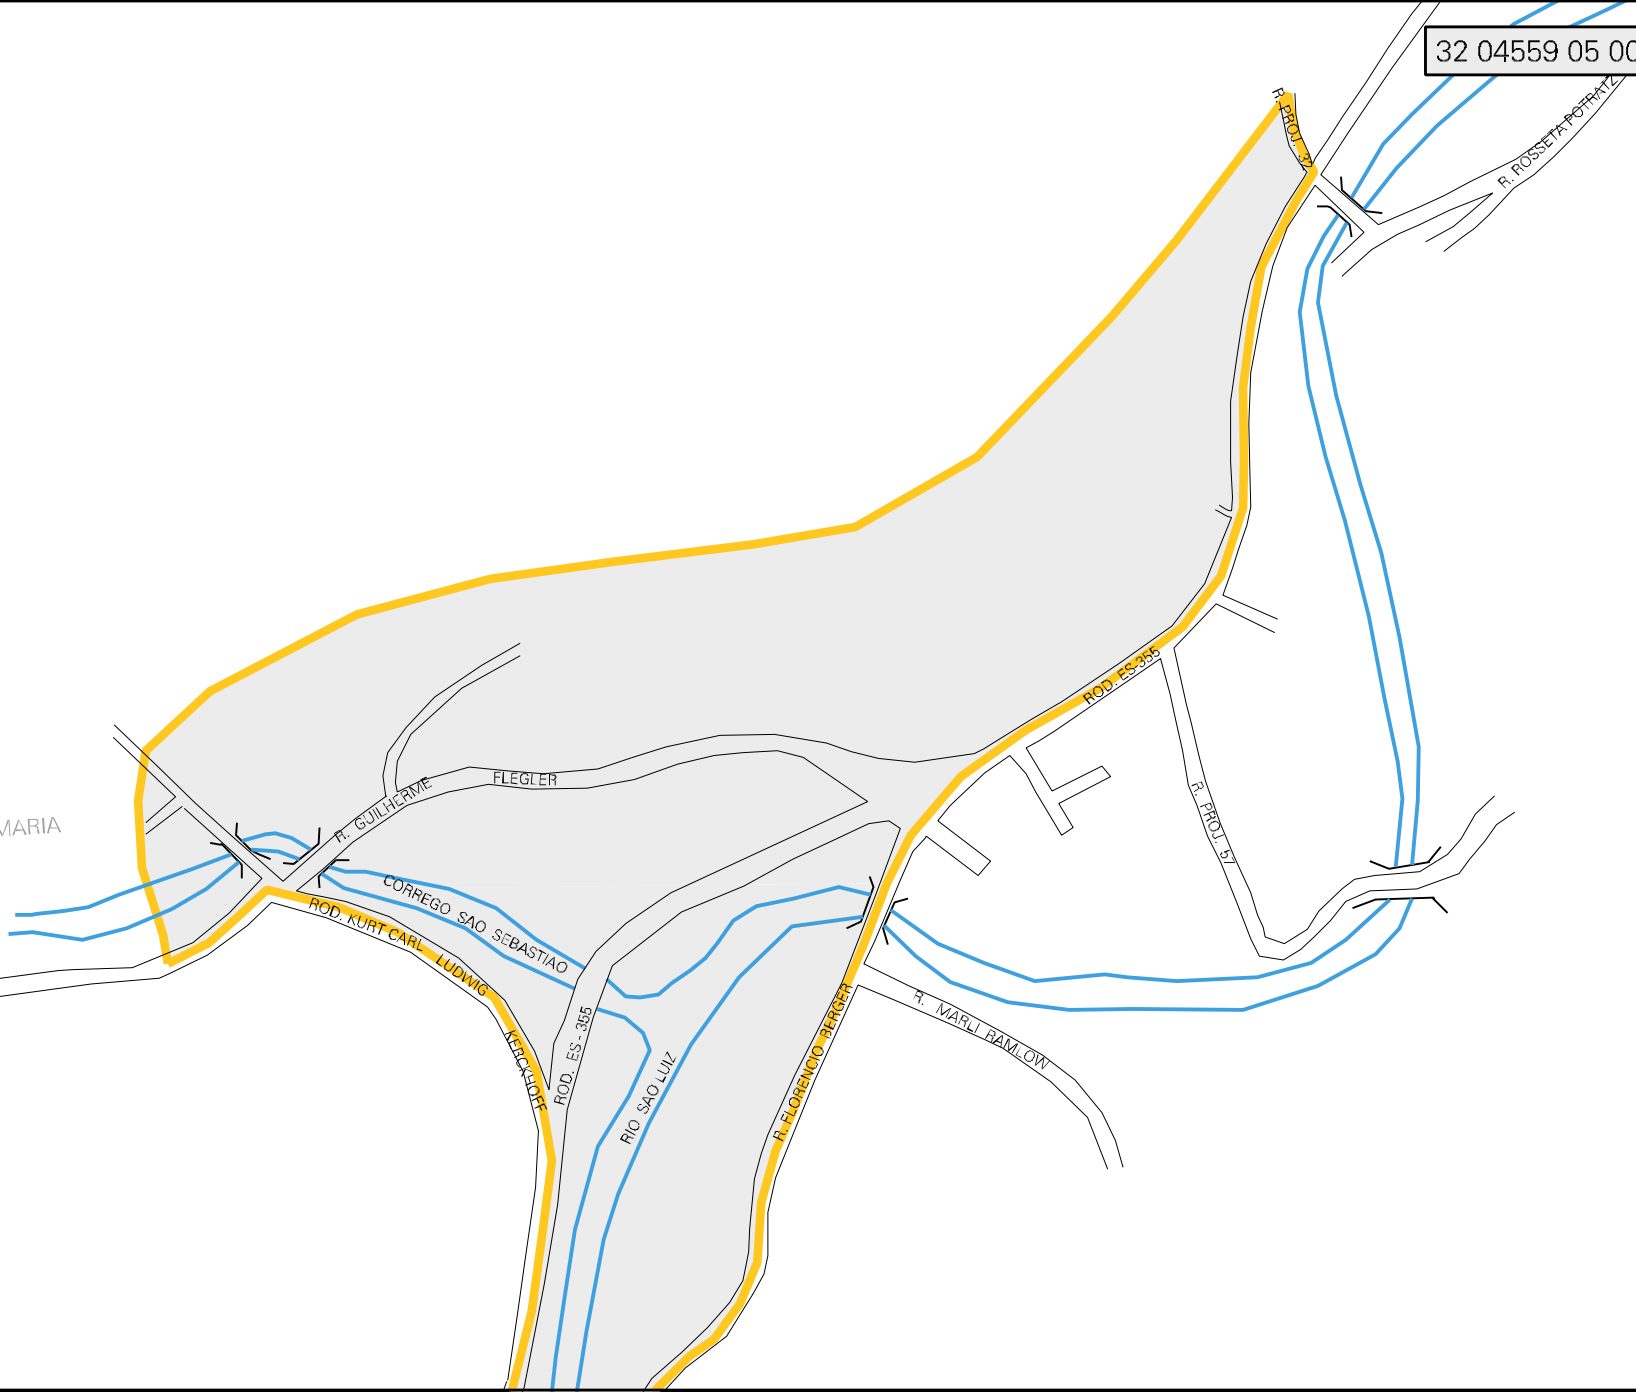 32 04559 05 00
R. PROJ. 32
R. ROSSETA POTRATZ
ROD. ES-355
R. GUILHERME FLEGLER
MARIA
R. PROJ. 57
CORREGO SAO SEBASTIAO
ROD. KURT CARL LUDWIG KERCKHOFF
ROD. ES - 355
RIO SAO LUIZ
R. FLORENCIO BERGER
R. MARLI RAMLOW